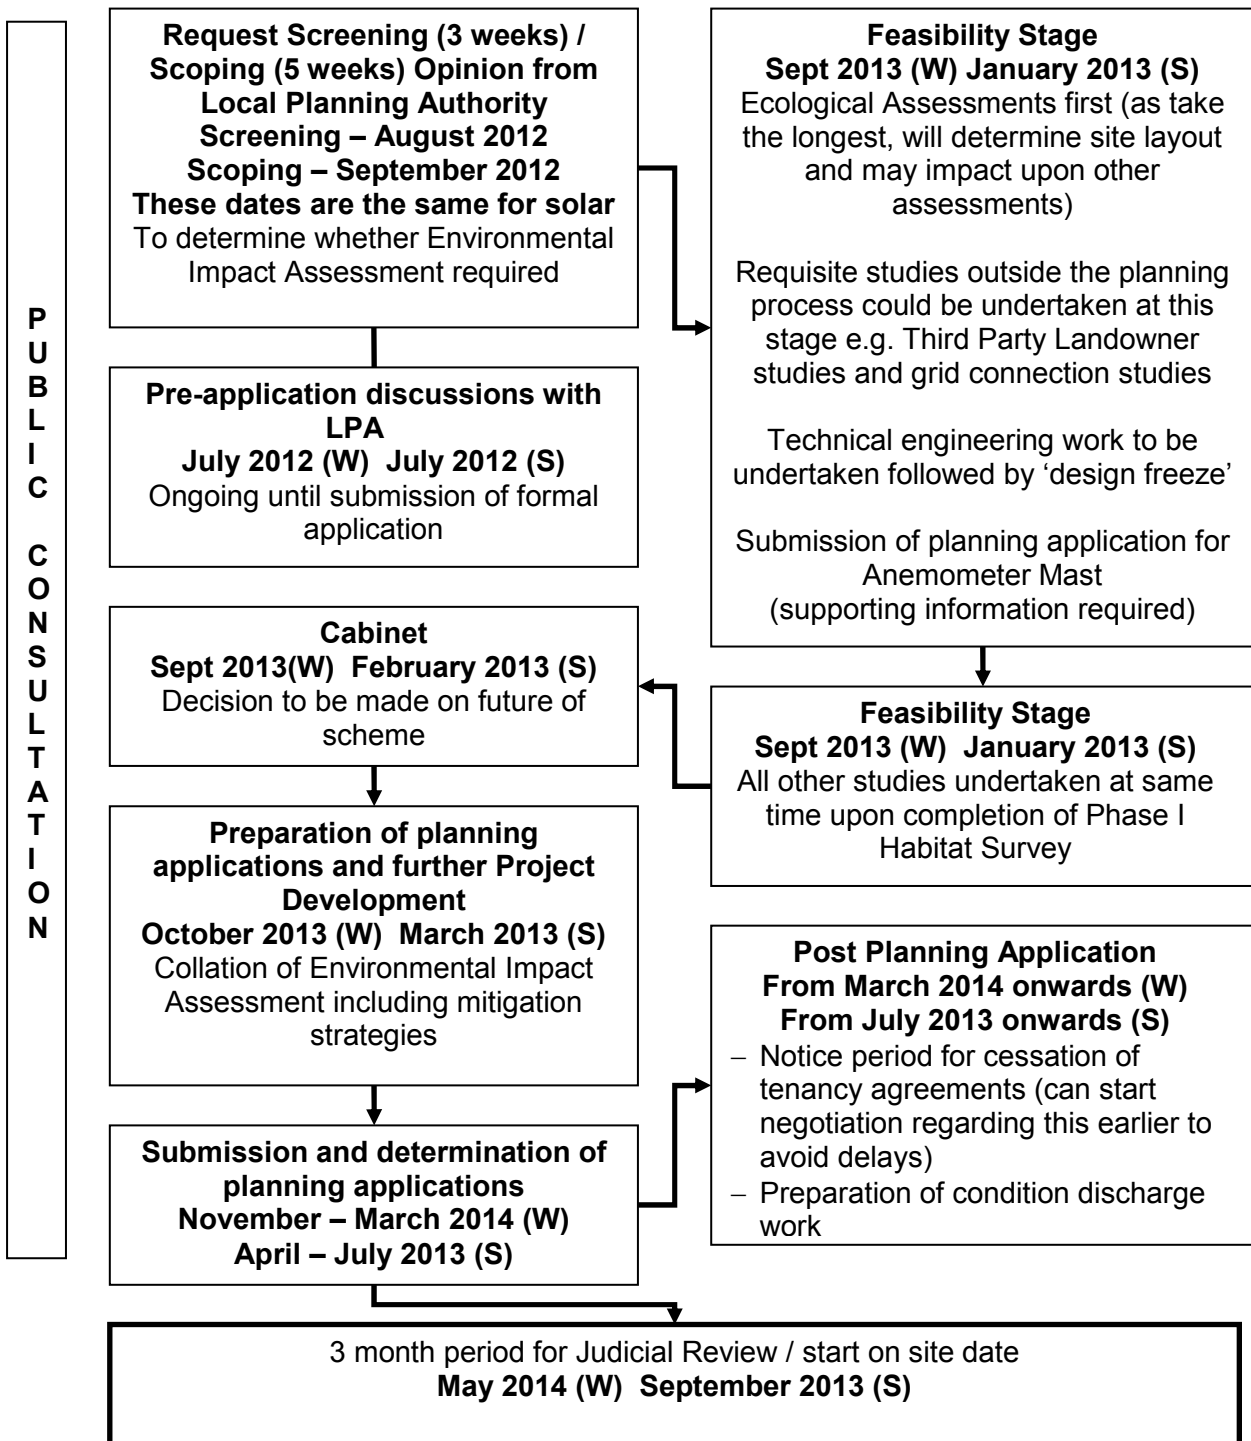 PUBLIC CONSULTATION
Request Screening (3 weeks) /
Scoping (5 weeks) Opinion from
Local Planning Authority
Screening – August 2012
Scoping – September 2012
These dates are the same for solar
To determine whether Environmental
Impact Assessment required
Pre-application discussions with
LPA
July 2012 (W) July 2012 (S)
Ongoing until submission of formal
application
Feasibility Stage
Sept 2013 (W) January 2013 (S)
Ecological Assessments first (as take
the longest, will determine site layout
and may impact upon other
assessments)
Requisite studies outside the planning
process could be undertaken at this
stage e.g. Third Party Landowner
studies and grid connection studies
Technical engineering work to be
undertaken followed by ‘design freeze’
Submission of planning application for
Anemometer Mast
(supporting information required)
Feasibility Stage
Sept 2013 (W) January 2013 (S)
All other studies undertaken at same
time upon completion of Phase I
Habitat Survey
Cabinet
Sept 2013(W) February 2013 (S)
Decision to be made on future of
scheme
Preparation of planning
applications and further Project
Development
October 2013 (W) March 2013 (S)
Collation of Environmental Impact
Assessment including mitigation
strategies
Submission and determination of
planning applications
November – March 2014 (W)
April – July 2013 (S)
Post Planning Application
From March 2014 onwards (W)
From July 2013 onwards (S)
– Notice period for cessation of
tenancy agreements (can start
negotiation regarding this earlier to
avoid delays)
– Preparation of condition discharge
work
3 month period for Judicial Review / start on site date
May 2014 (W) September 2013 (S)